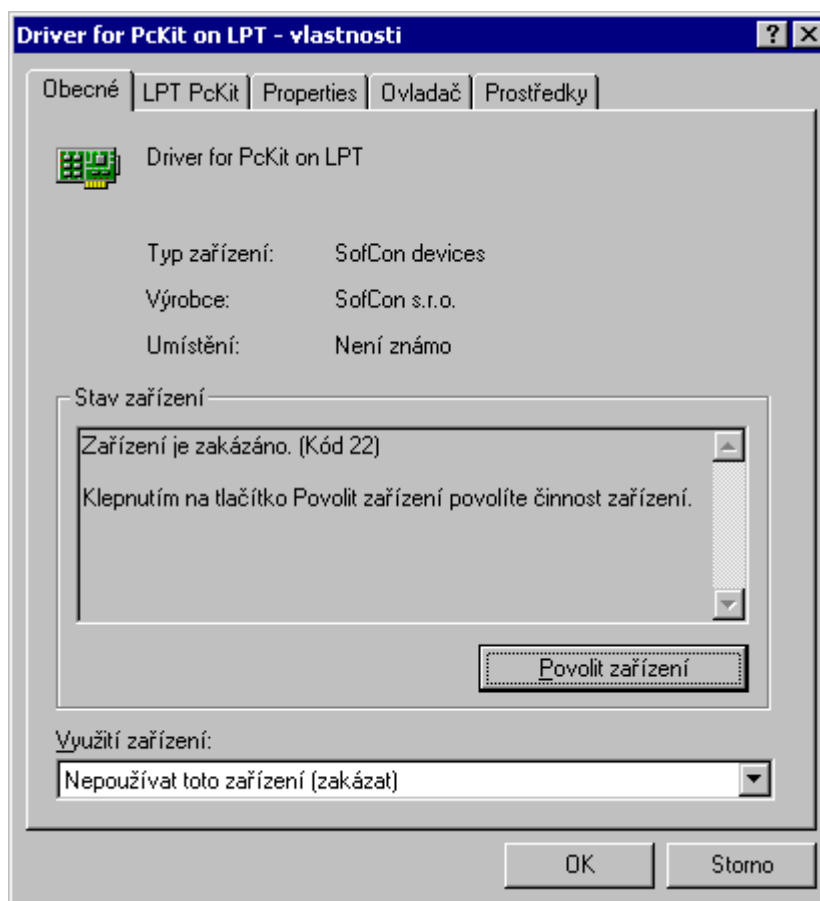 Driver for PcKit on LPT - vlastnosti
Obecné LPT PcKit Properties Ovladač Prostředky
Driver for PcKit on LPT
Typ zařízení: SofCon devices
Výrobce: SofCon s.r.o.
Umístění: Není známo
Stav zařízení
Zařízení je zakázáno. (Kód 22)
Klepnutím na tlačítko Povolit zařízení povolíte činnost zařízení.
Povolit zařízení
Využití zařízení:
Nepoužívat toto zařízení (zakázat)
OK Storno